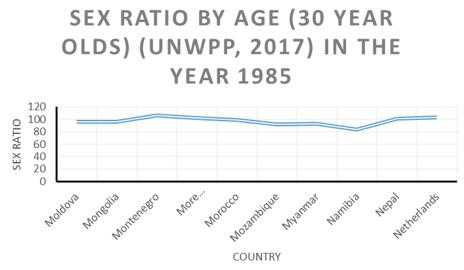 SEX RATIO BY AGE (30 YEAR
OLDS) (UNWPP, 2017) IN THE
YEAR 1985
SEX RATIO
120
100
80
60
40
20
0
Moldova
Mongolia
Montenegro
More...
Morocco
Mozambique
Myanmar
Namibia
Nepal
Netherlands
COUNTRY